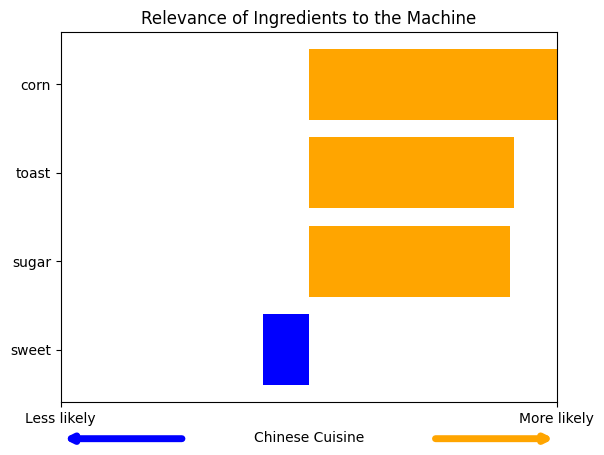 Relevance of Ingredients to the Machine
corn
toast
sugar
sweet
Less likely
More likely
Chinese Cuisine